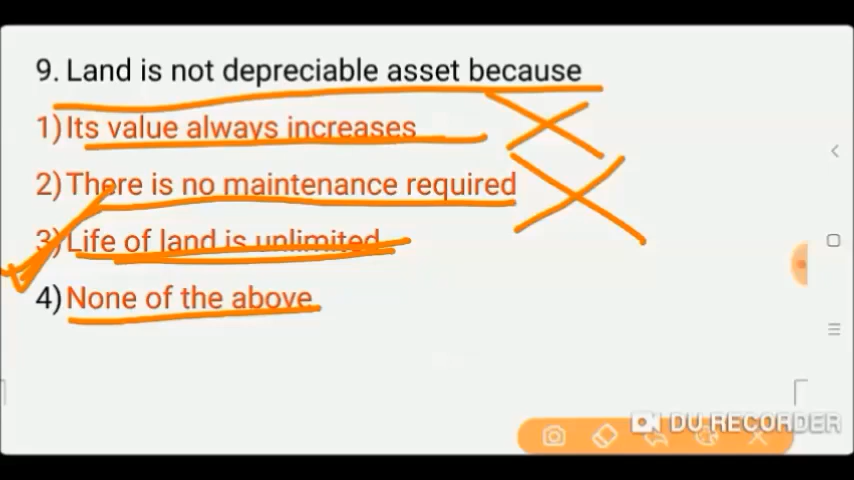 9. Land is not depreciable asset because
1) Its value always increases
2) There is no maintenance required
3) Life of land is unlimited
4) None of the above
DU RECORDER